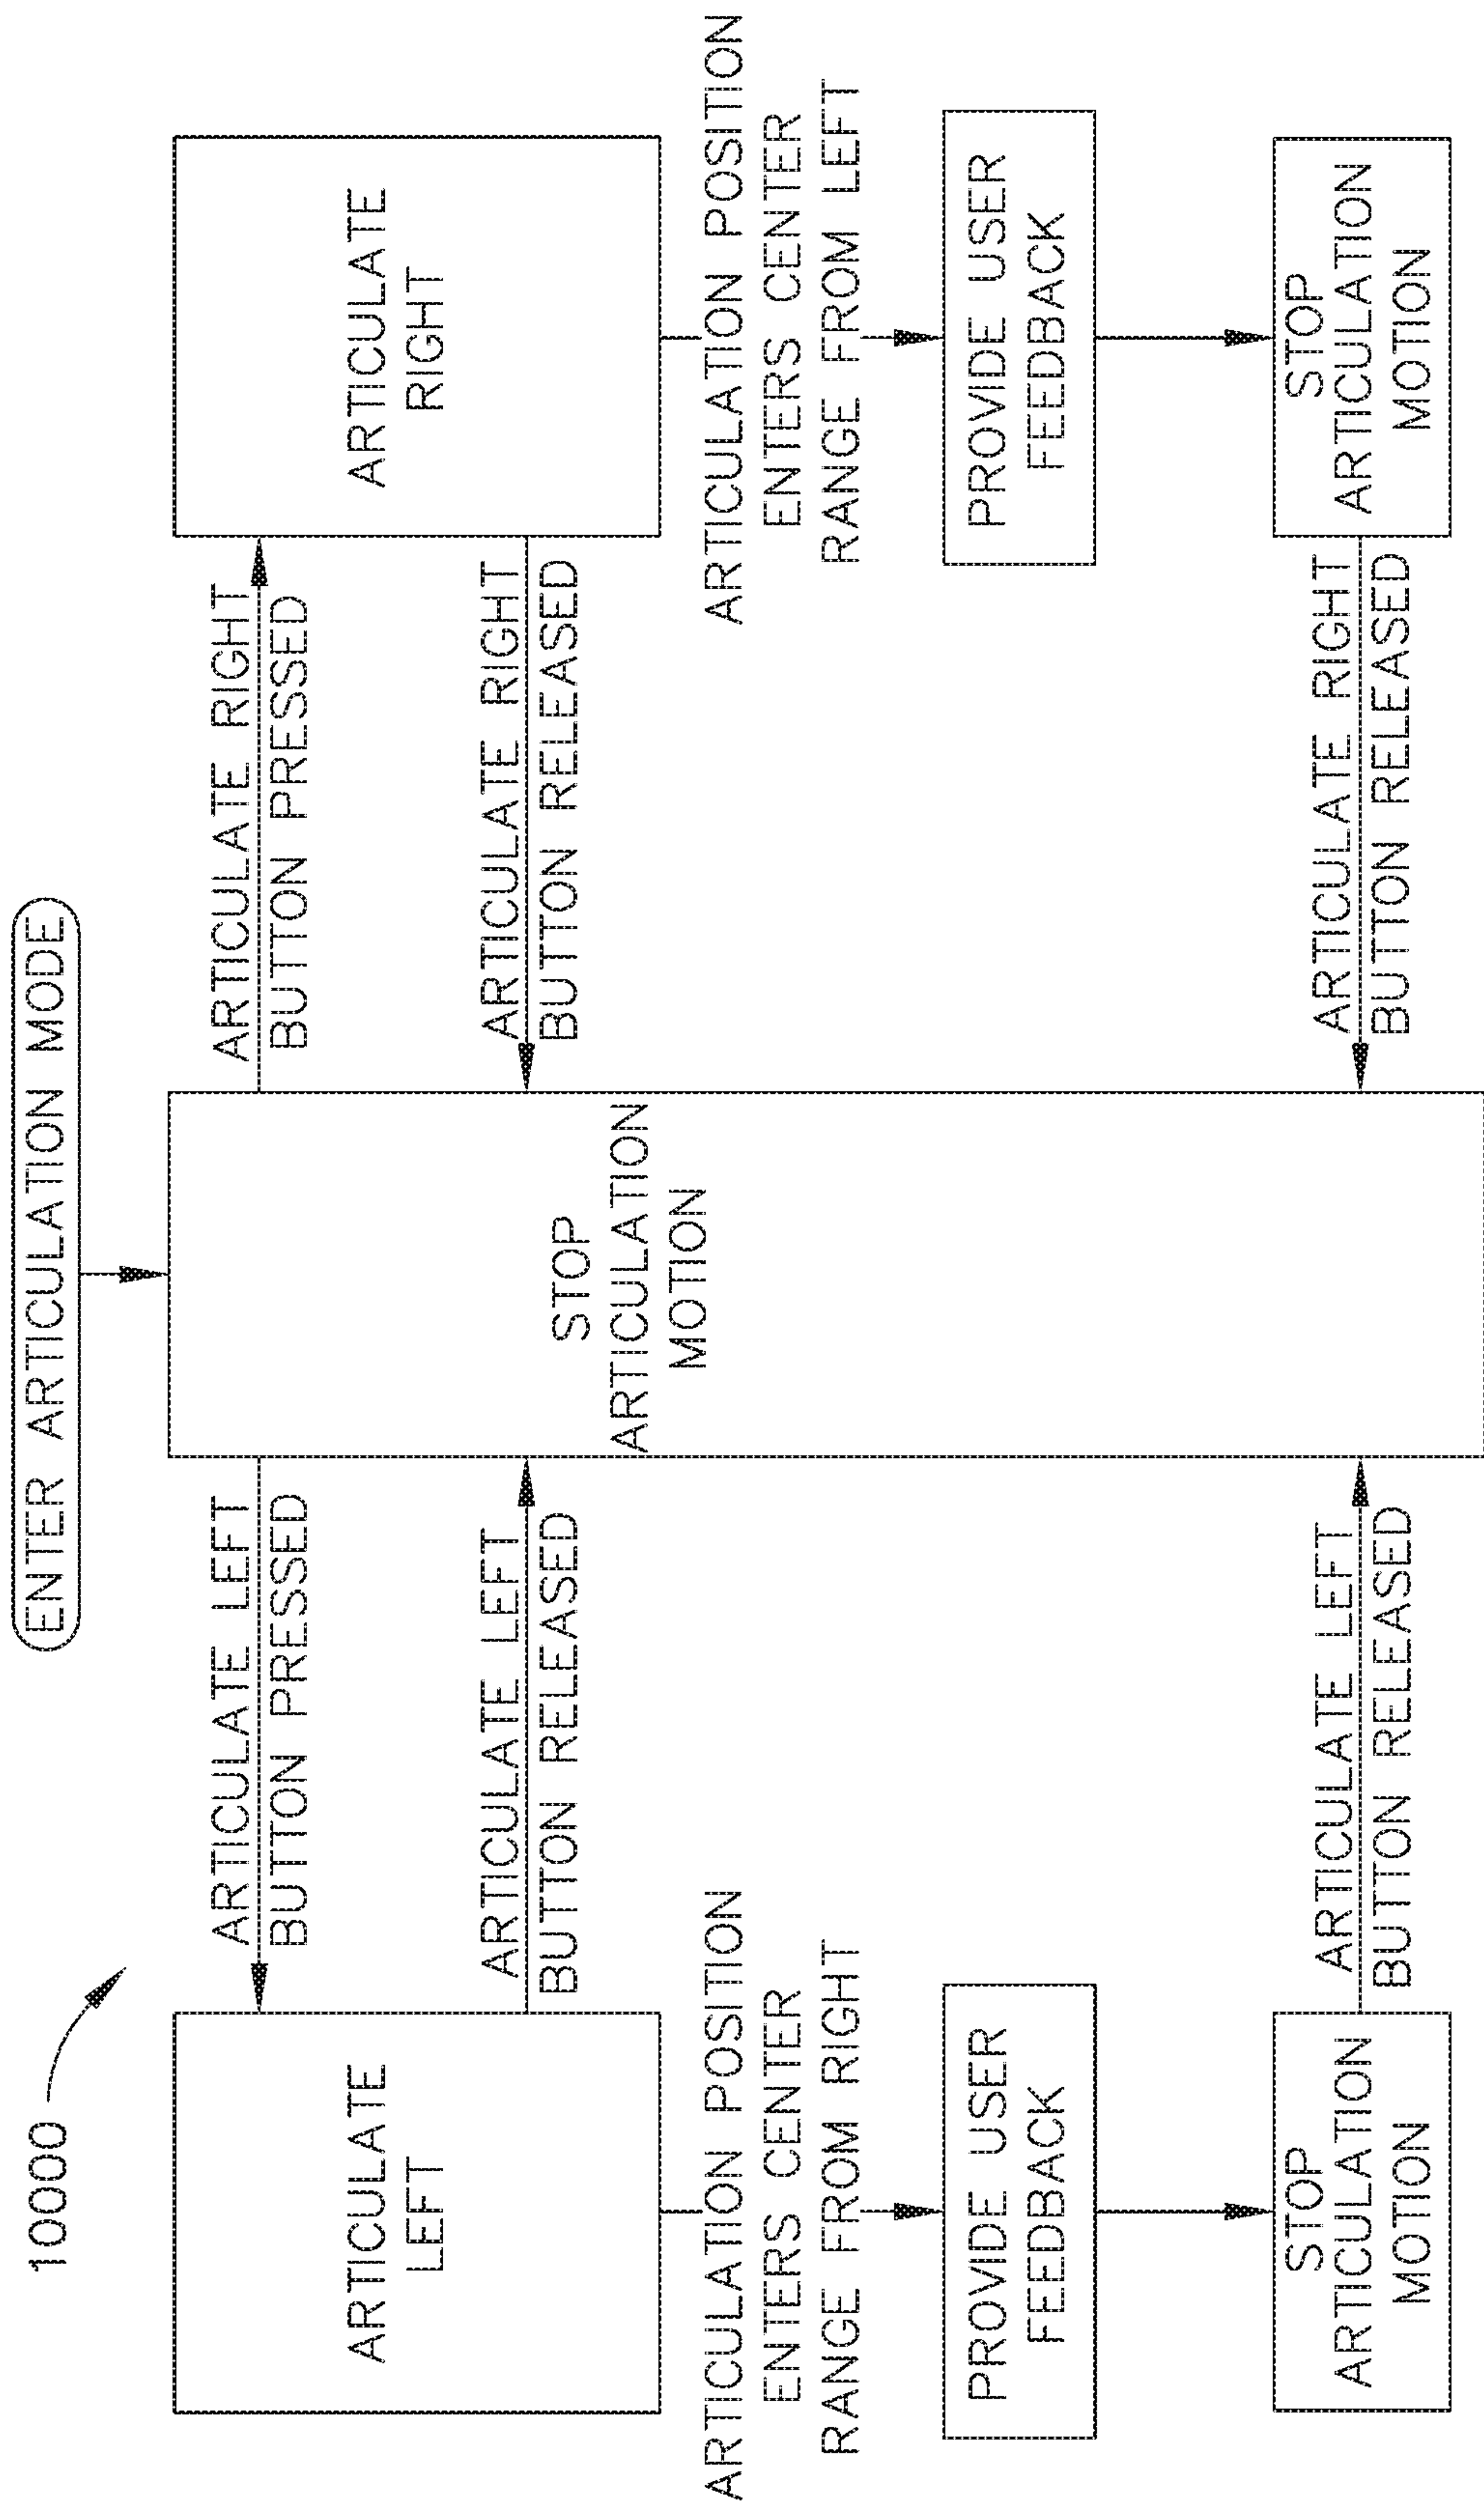 10000
ENTER ARTICULATION MODE
ARTICULATE
LEFT
ARTICULATE LEFT
BUTTON PRESSED
ARTICULATE LEFT
BUTTON RELEASED
STOP
ARTICULATION
MOTION
ARTICULATE RIGHT
BUTTON PRESSED
ARTICULATE RIGHT
BUTTON RELEASED
ARTICULATE
RIGHT
ARTICULATION POSITION
ENTERS CENTER
RANGE FROM RIGHT
ARTICULATION POSITION
ENTERS CENTER
RANGE FROM LEFT
PROVIDE USER
FEEDBACK
PROVIDE USER
FEEDBACK
STOP
ARTICULATION
MOTION
ARTICULATE LEFT
BUTTON RELEASED
ARTICULATE RIGHT
BUTTON RELEASED
STOP
ARTICULATION
MOTION